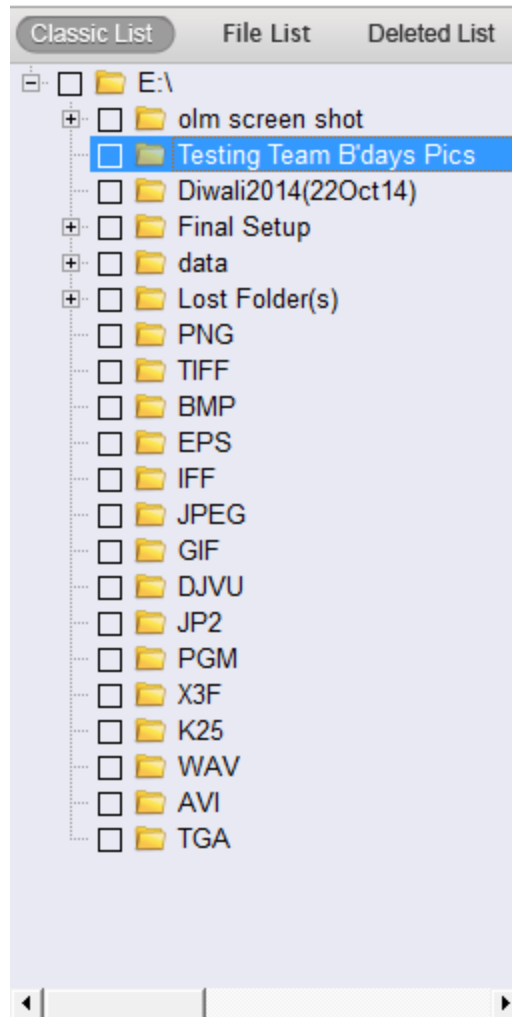 Classic List File List Deleted List
E:\
olm screen shot
Testing Team B'days Pics
Diwali2014(22Oct14)
Final Setup
data
Lost Folder(s)
PNG
TIFF
BMP
EPS
IFF
JPEG
GIF
DJVU
JP2
PGM
X3F
K25
WAV
AVI
TGA